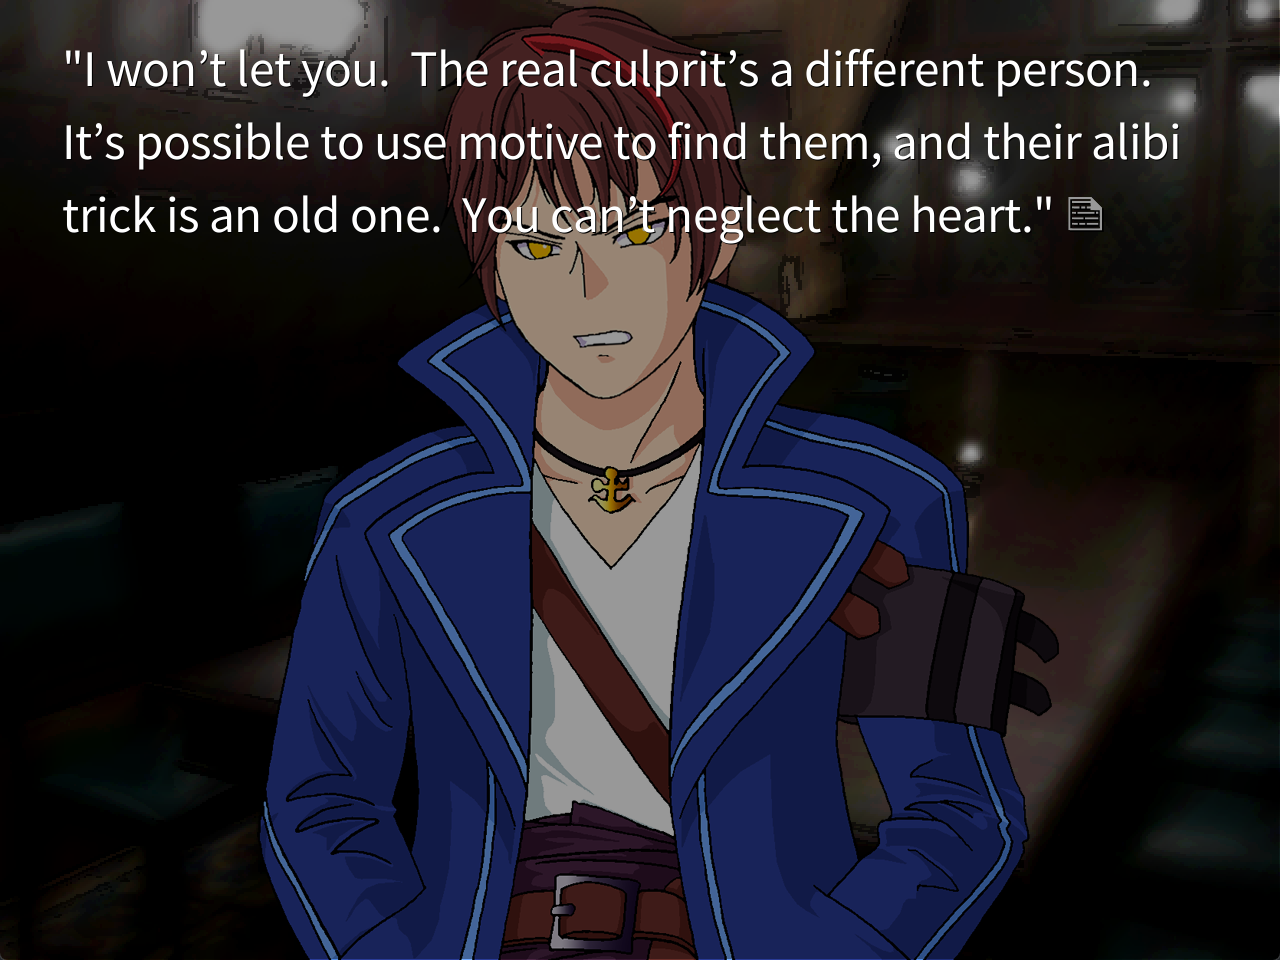 "I won’t let you.  The real culprit’s a different person.
It’s possible to use motive to find them, and their alibi
trick is an old one.  You can’t neglect the heart."